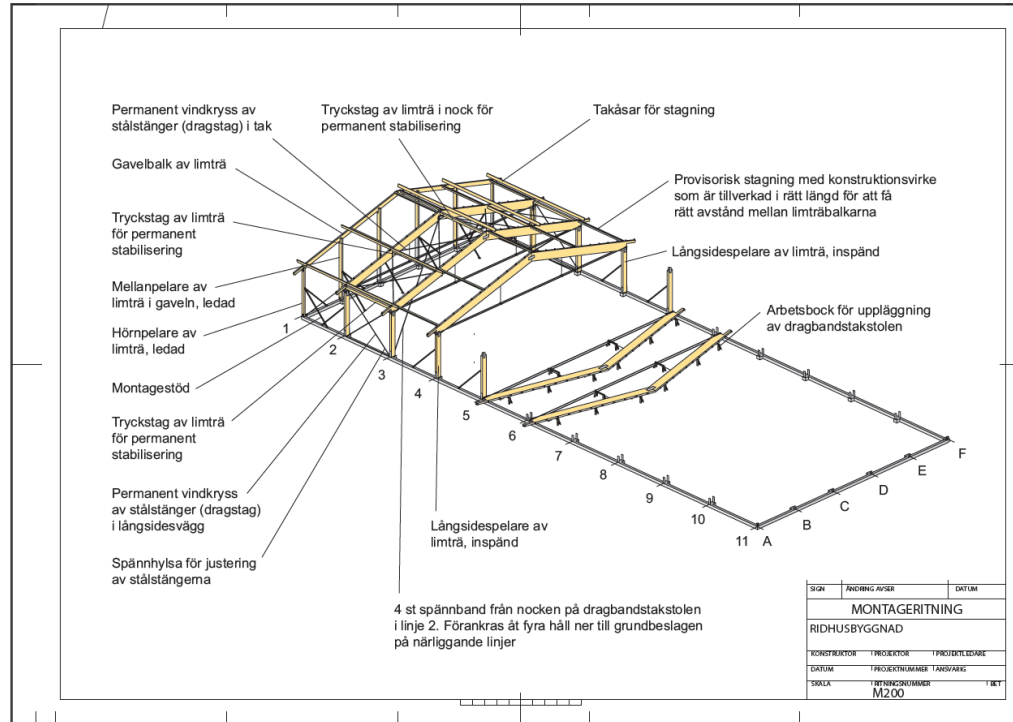 Permanent vindkryss av
stålstänger (dragstag) i tak
Tryckstag av limträ i nock för
permanent stabilisering
Takåsar för stagning
Gavelbalk av limträ
Provisorisk stagning med konstruktionsvirke
som är tillverkad i rätt längd för att få
rätt avstånd mellan limträbalkarna
Tryckstag av limträ
för permanent
stabilisering
Långsidespelare av limträ, inspänd
Mellanpelare av
limträ i gaveln, ledad
Arbetsbock för uppläggning
av dragbandstakstolen
Hörnpelare av
limträ, ledad
Montagestöd
Tryckstag av limträ
för permanent
stabilisering
Permanent vindkryss
av stålstänger (dragstag)
i långsidesvägg
Långsidespelare av
limträ, inspänd
Spännhylsa för justering
av stålstängerna
4 st spännband från nocken på dragbandstakstolen
i linje 2. Förankras åt fyra håll ner till grundbeslagen
på närliggande linjer
1
2
3
4
5
6
7
8
9
10
11
A
B
C
D
E
F
SIGN ÄNDRING AVSER DATUM
MONTAGERITNING
RIDHUSBYGGNAD
KONSTRUKTOR PROJEKTOR PROJEKTLEDARE
DATUM PROJEKTNUMMER ANSVARIG
SKALA RITNINGSNUMMER BET
M200